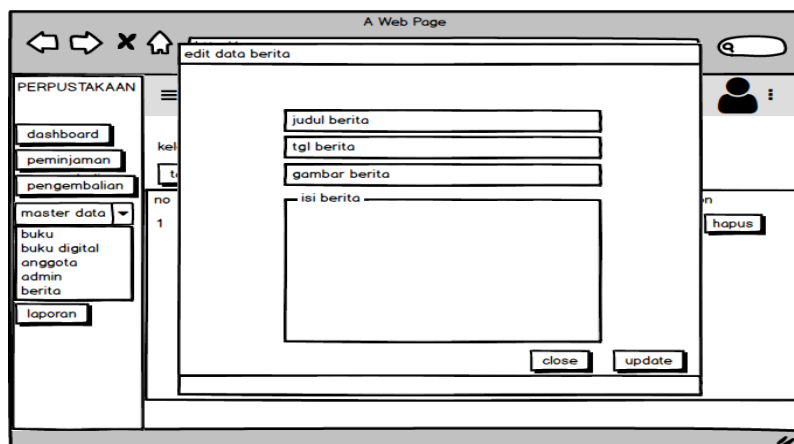 A Web Page
edit data berita
PERPUSTAKAAN
dashboard
peminjaman
pengembalian
master data
buku
buku digital
anggota
admin
berita
laporan
no
1
judul berita
tgl berita
gambar berita
isi berita
hapus
close
update